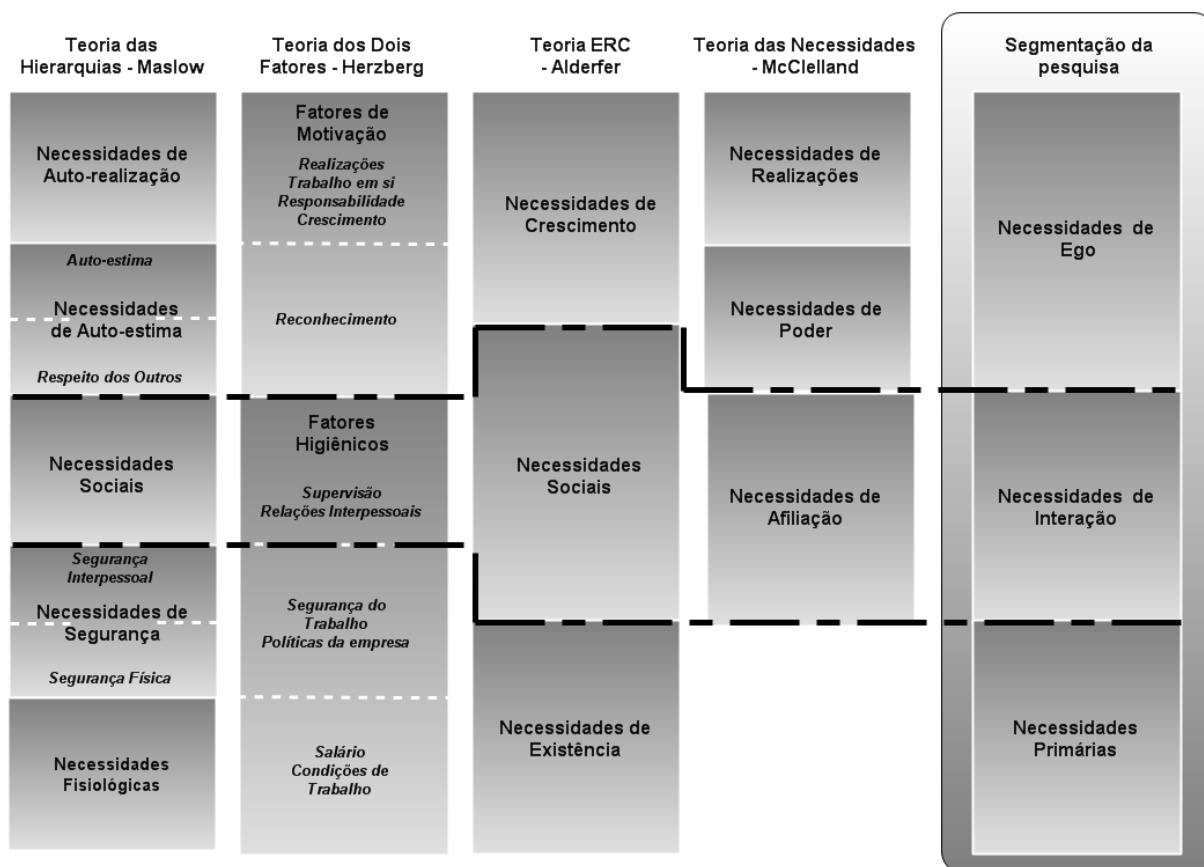 Teoria das
Hierarquias - Maslow
Necessidades de
Auto-realização
Auto-estima
Necessidades
de Auto-estima
Respeito dos Outros
Necessidades
Sociais
Segurança
Interpessoal
Necessidades de
Segurança
Segurança Física
Necessidades
Fisiológicas
Teoria dos Dois
Fatores - Herzberg
Fatores de
Motivação
Realizações
Trabalho em si
Responsabilidade
Crescimento
Reconhecimento
Fatores
Higiênicos
Supervisão
Relações Interpessoais
Segurança do
Trabalho
Políticas da empresa
Salário
Condições de
Trabalho
Teoria ERC
- Alderfer
Necessidades de
Crescimento
Necessidades
Sociais
Necessidades de
Existência
Teoria das Necessidades
- McClelland
Necessidades de
Realizações
Necessidades de
Poder
Necessidades de
Afiliação
Segmentação da
pesquisa
Necessidades de
Ego
Necessidades de
Interação
Necessidades
Primárias